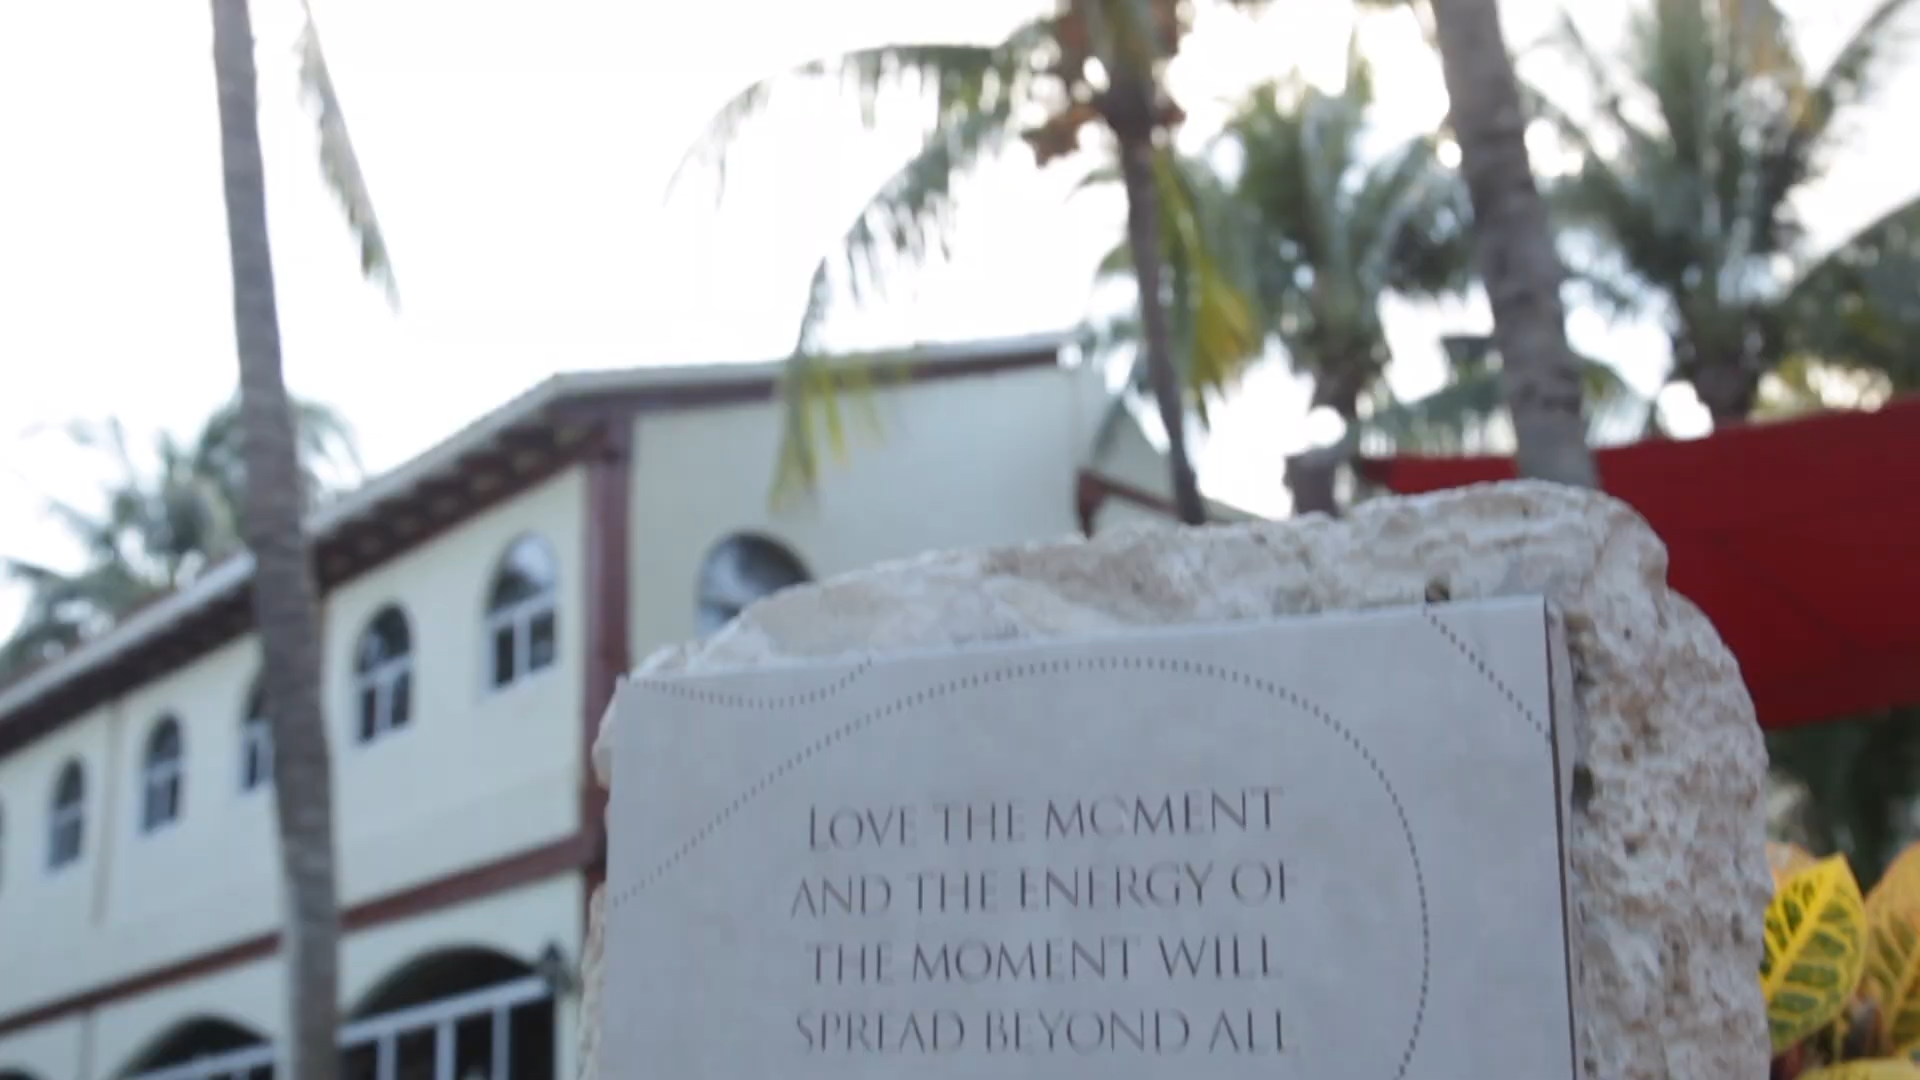 LOVE THE MOMENT
AND THE ENERGY OF
THE MOMENT WILL
SPREAD BEYOND ALL